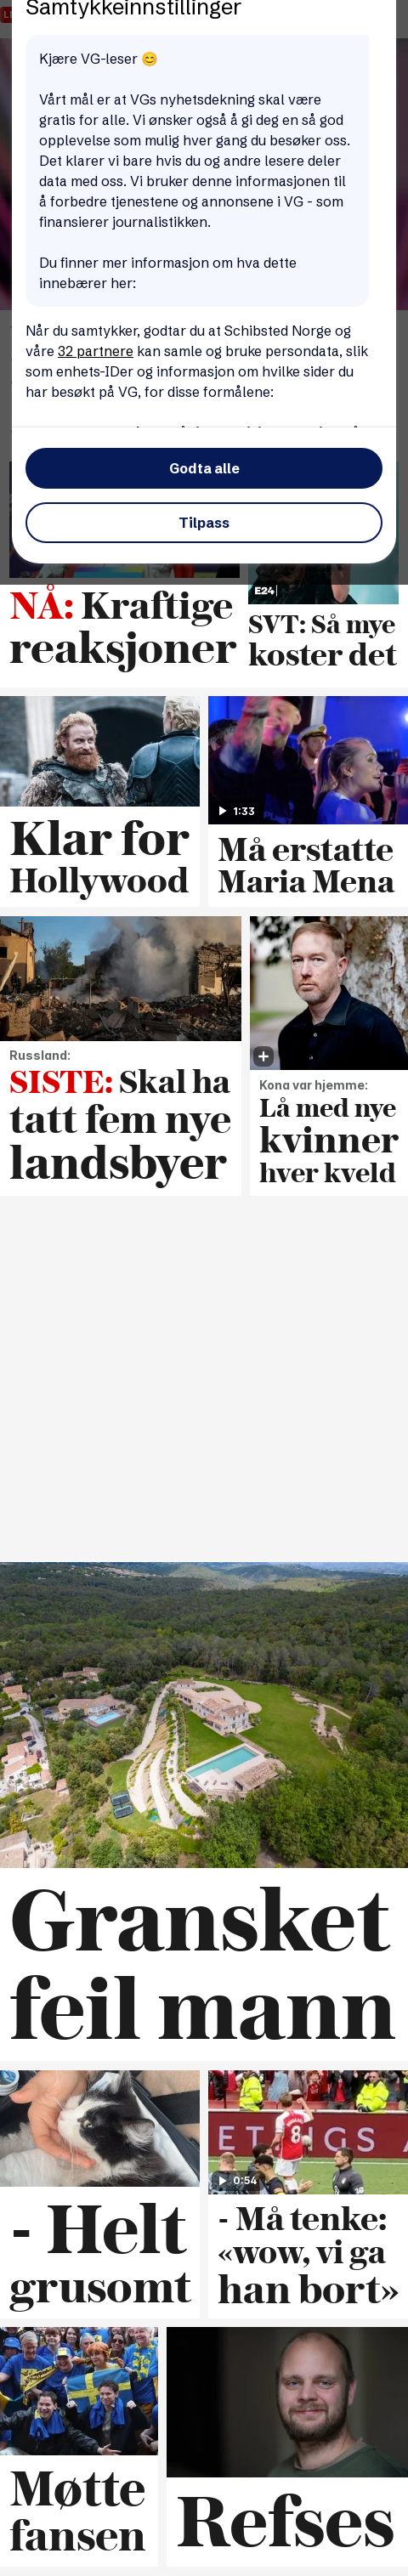 Samtykkeinnstillinger
Kjære VG-leser 😊
Vårt mål er at VGs nyhetsdekning skal være
gratis for alle. Vi ønsker også å gi deg en så god
opplevelse som mulig hver gang du besøker oss.
Det klarer vi bare hvis du og andre lesere deler
data med oss. Vi bruker denne informasjonen til
å forbedre tjenestene og annonsene i VG - som
finansierer journalistikken.
Du finner mer informasjon om hva dette
innebærer her:
Når du samtykker, godtar du at Schibsted Norge og
våre 32 partnere kan samle og bruke persondata, slik
som enhets-IDer og informasjon om hvilke sider du
har besøkt på VG, for disse formålene:
Godta alle
Tilpass
NÅ: Kraftige
reaksjoner
E24
SVT: Så mye
koster det
Klar for
Hollywood
1:33
Må erstatte
Maria Mena
Russland:
SISTE: Skal ha
tatt fem nye
landsbyer
Kona var hjemme:
Lå med nye
kvinner
hver kveld
Gransket
feil mann
- Helt
grusomt
ETINGS A
8
0:54
- Må tenke:
«wow, vi ga
han bort»
Møtte
fansen
Refses